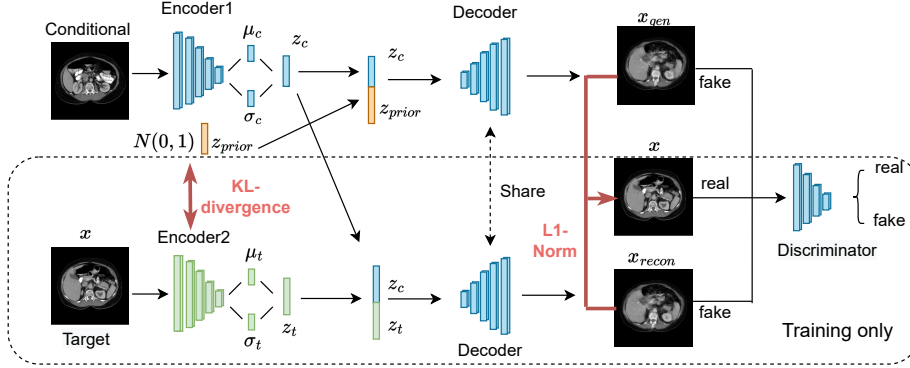 Conditional
Encoder1
μc
σc
zc
N(0, 1)
zprior
zc
zprior
Decoder
xgen
fake
KL-
divergence
Share
L1-
Norm
x
real
Discriminator
real
fake
x
Target
Encoder2
μt
σt
zt
zc
zt
Decoder
xrecon
fake
Training only